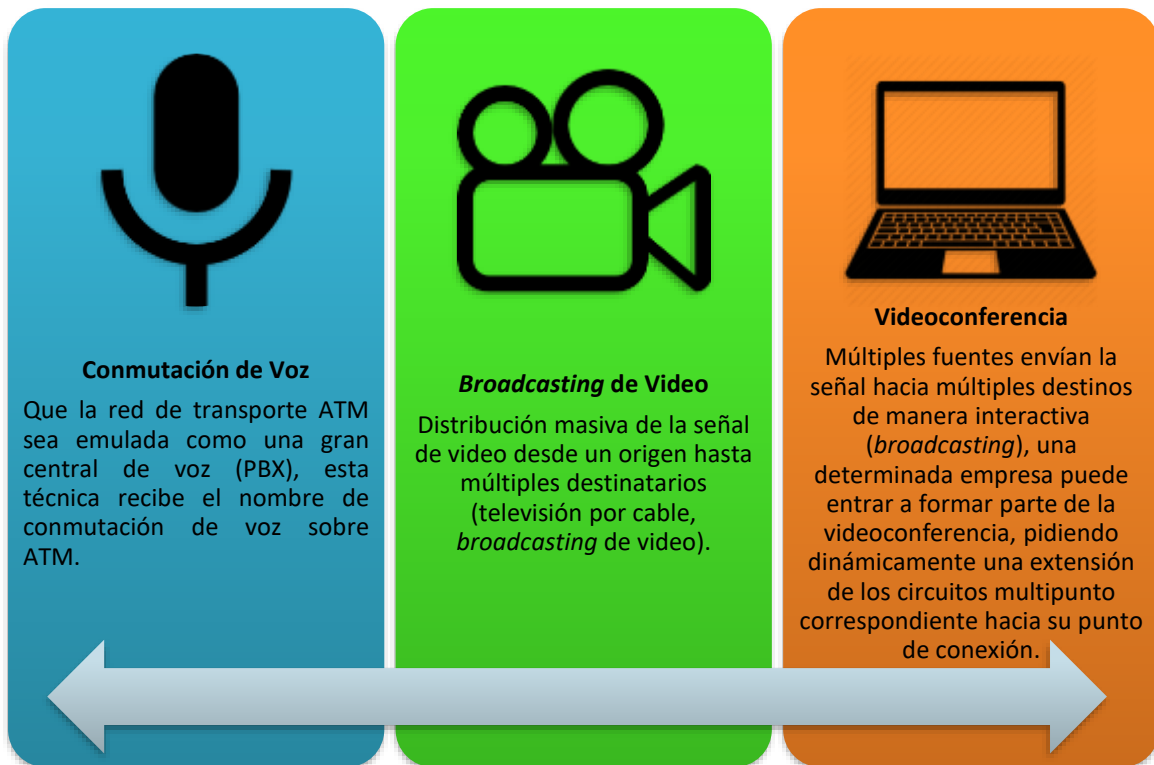 Conmutación de Voz
Que la red de transporte ATM
sea emulada como una gran
central de voz (PBX), esta
técnica recibe el nombre de
conmutación de voz sobre
ATM.
Broadcasting de Video
Distribución masiva de la señal
de video desde un origen hasta
múltiples destinatarios
(televisión por cable,
broadcasting de video).
Videoconferencia
Múltiples fuentes envían la
señal hacia múltiples destinos
de manera interactiva
(broadcasting), una
determinada empresa puede
entrar a formar parte de la
videoconferencia, pidiendo
dinámicamente una extensión
de los circuitos multipunto
correspondiente hacia su punto
de conexión.